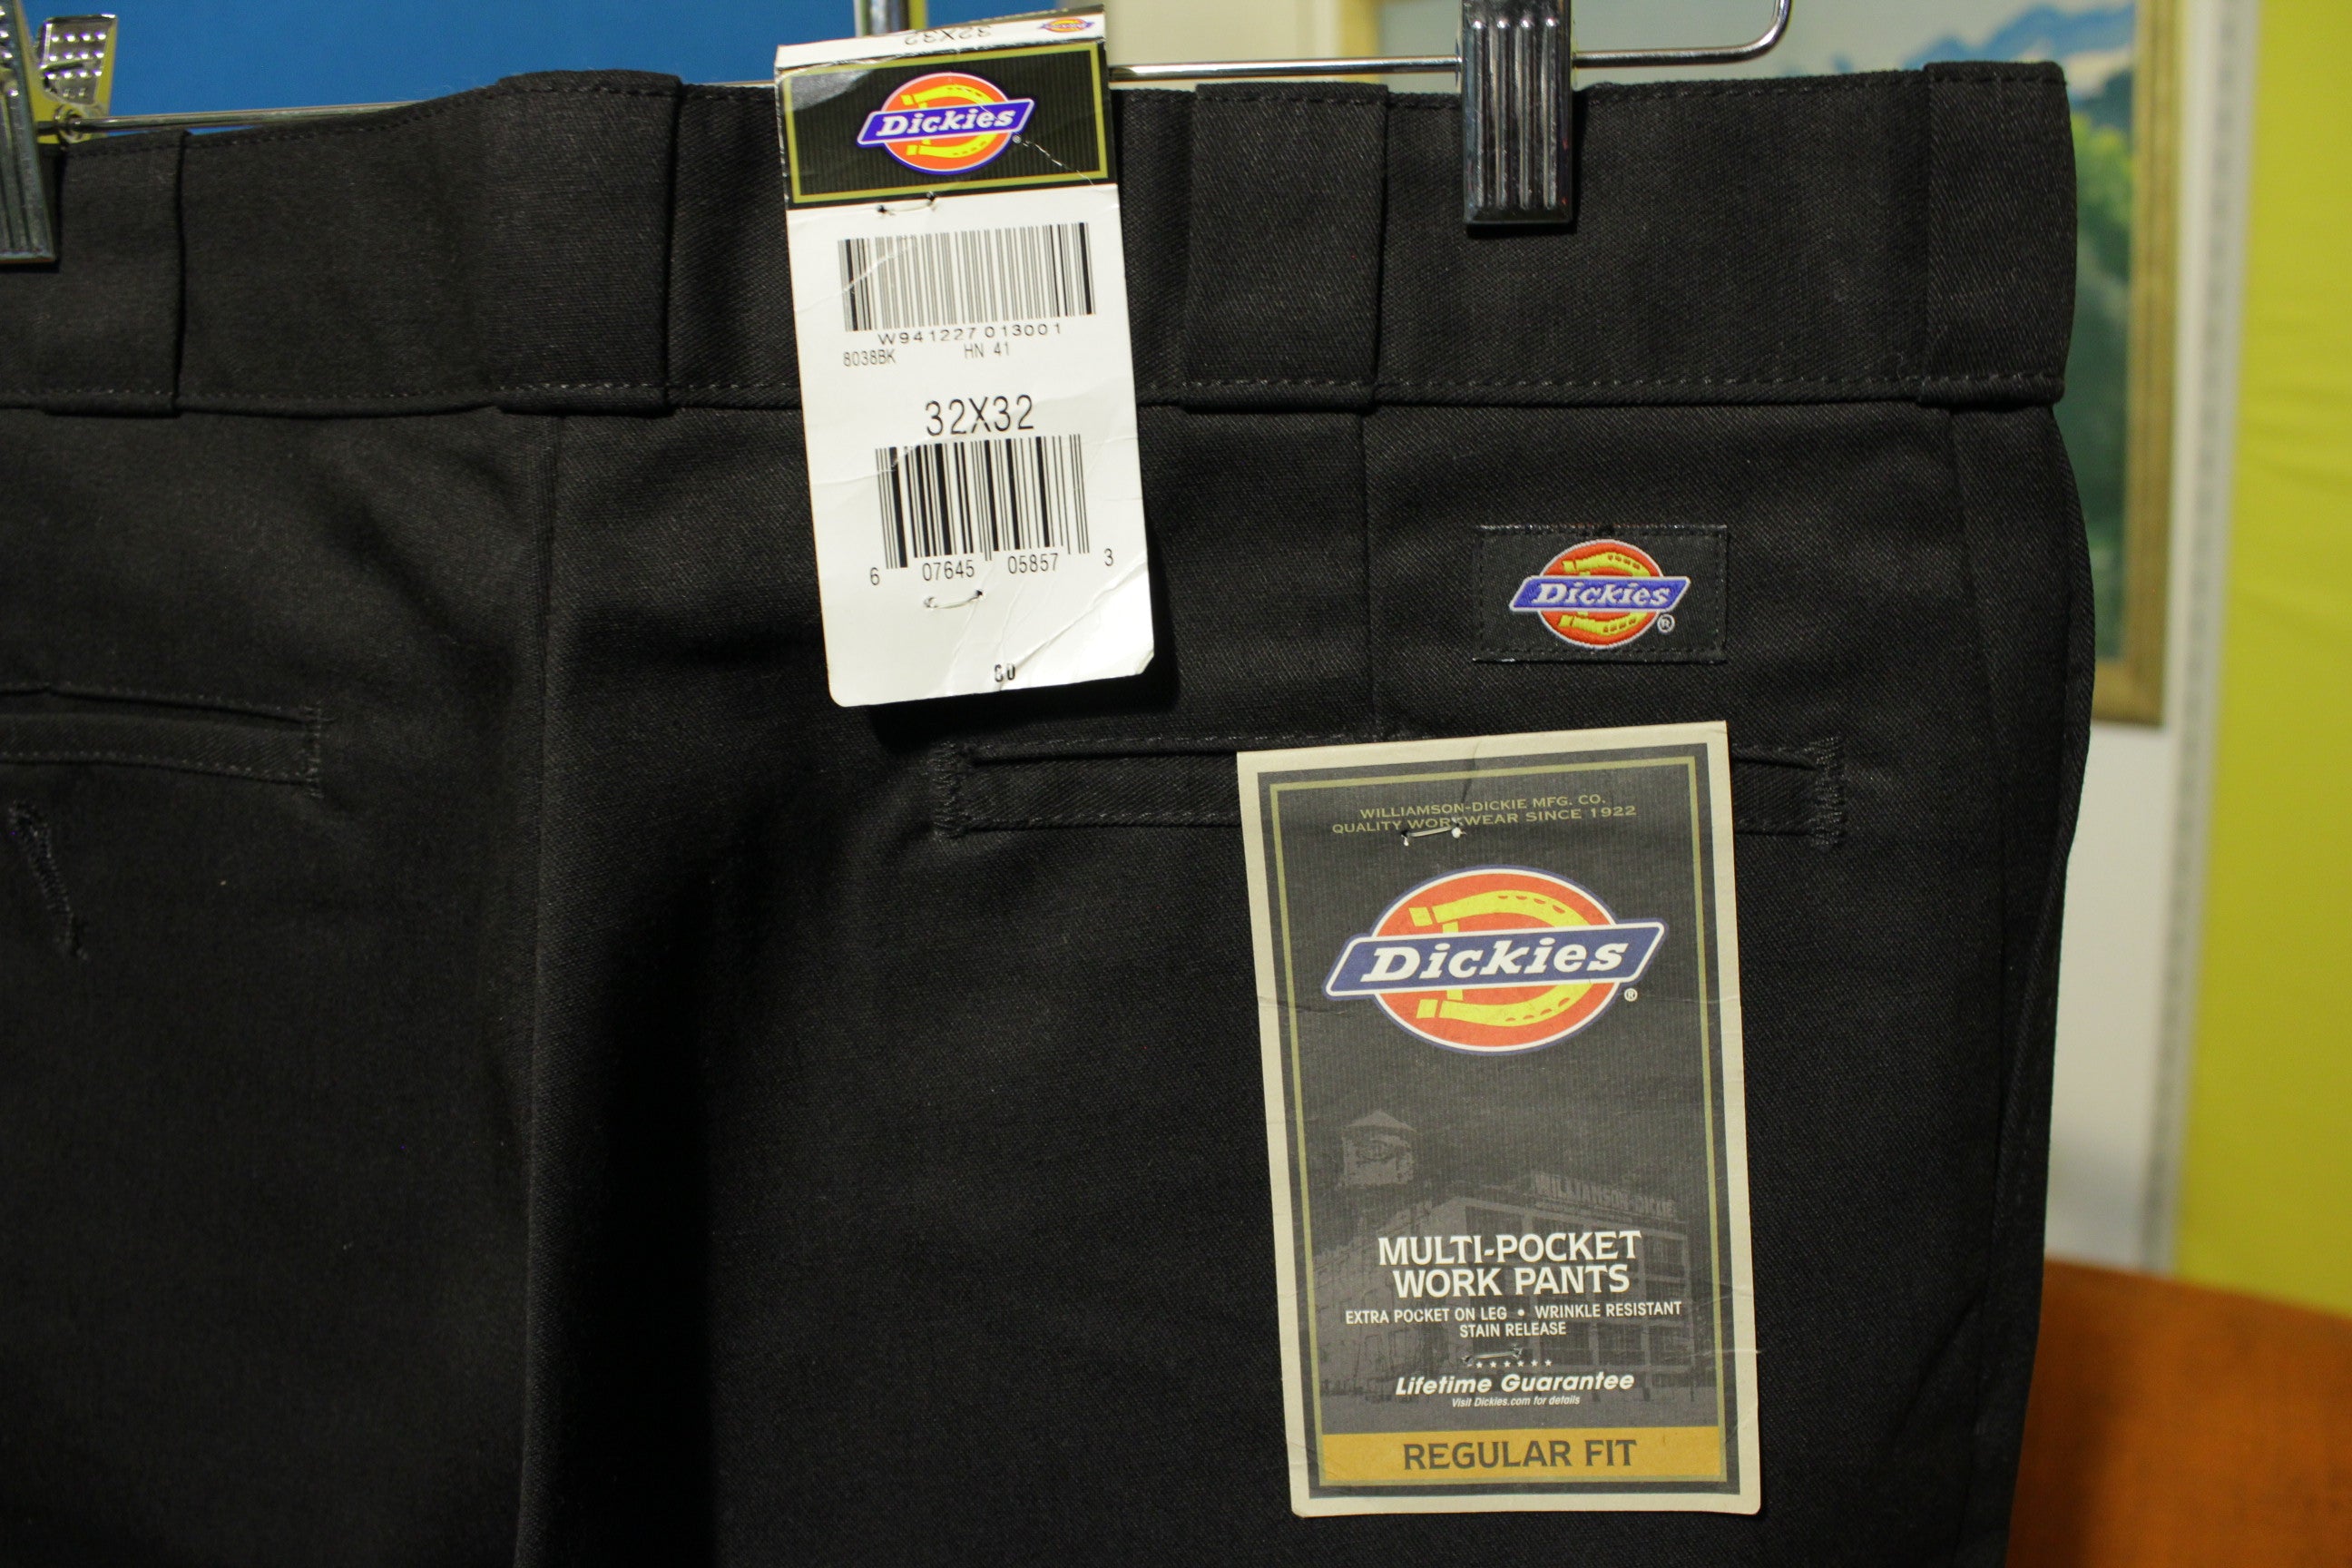 32X32
Dickies
W941227 013001
8038BK HN 41
32X32
6 07645 05857 3
Dickies ®
WILLIAMSON-DICKIE MFG. CO.
QUALITY WORKWEAR SINCE 1922
Dickies ®
WILLIAMSON-DICKIE
MULTI-POCKET
WORK PANTS
EXTRA POCKET ON LEG • WRINKLE RESISTANT
STAIN RELEASE
Lifetime Guarantee
Visit Dickies.com for details
REGULAR FIT